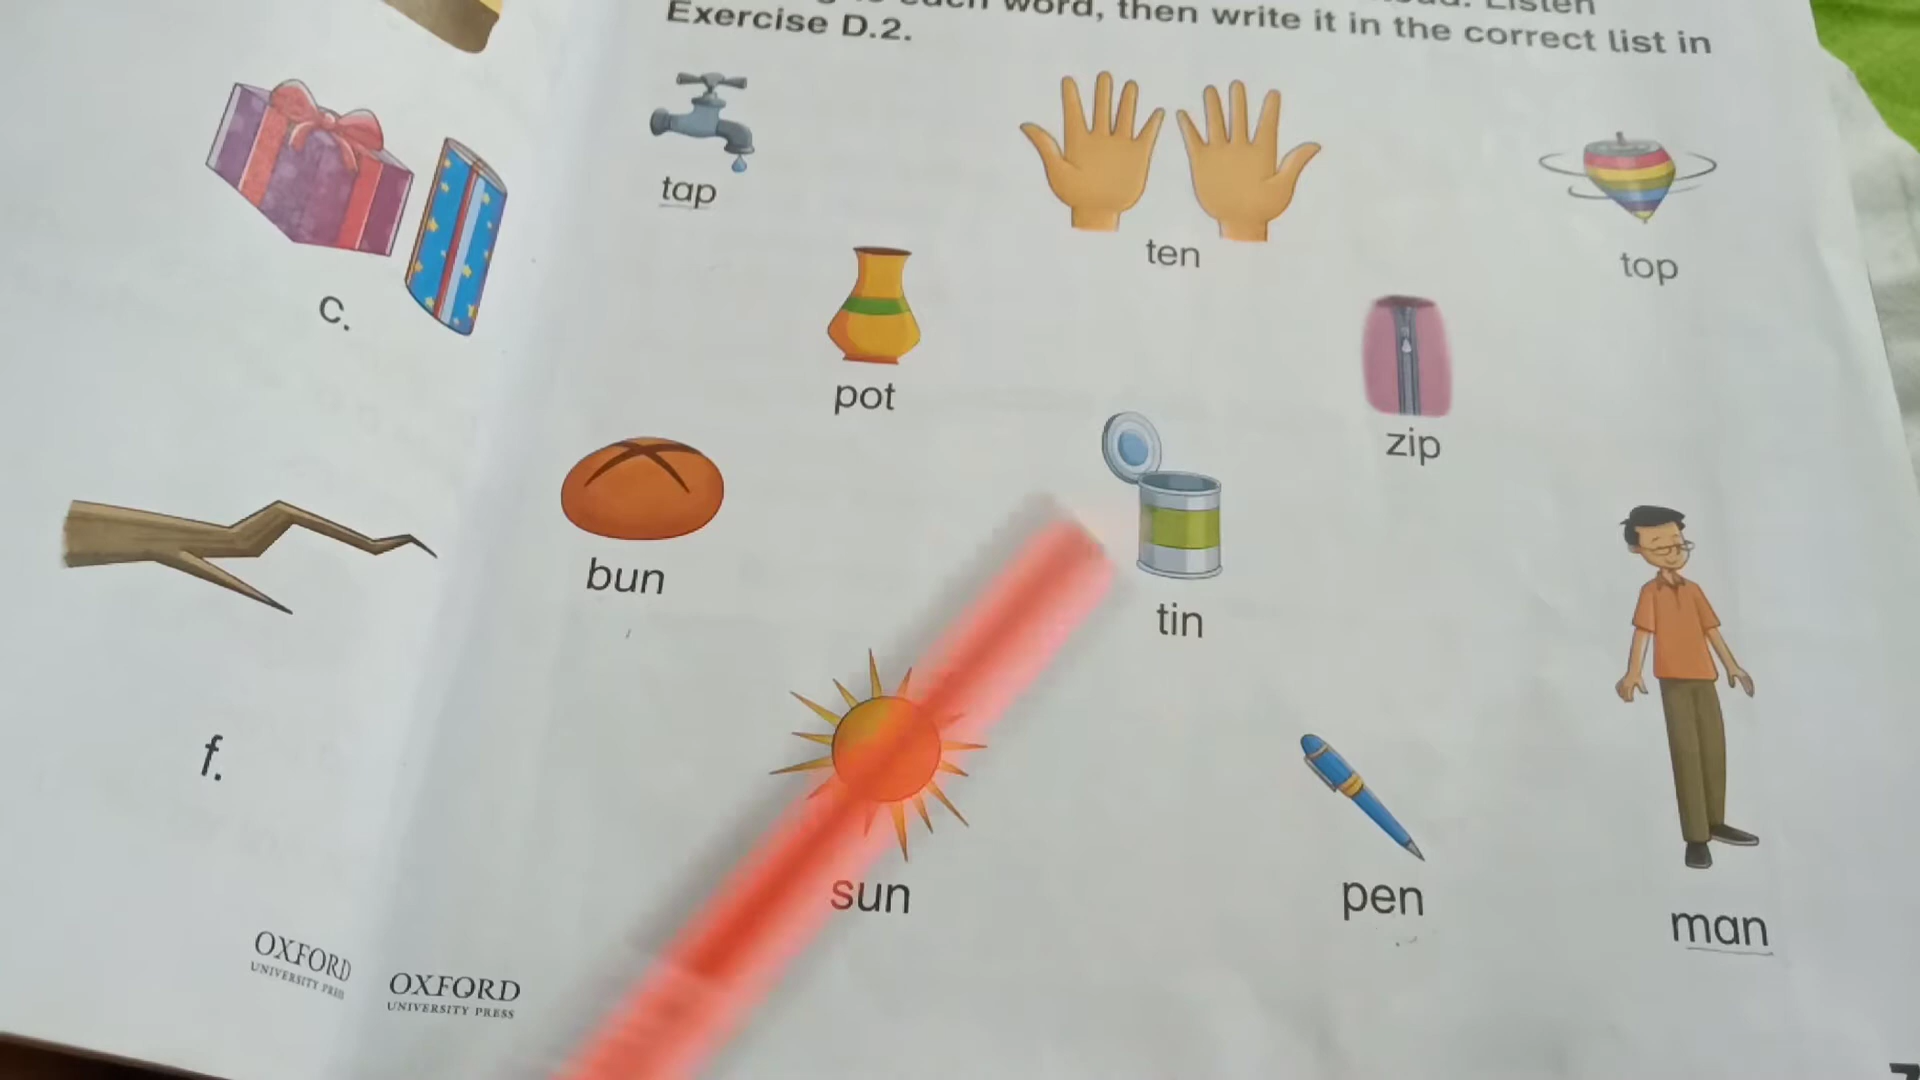 each word, then write it in the correct list in
Exercise D.2.
tap
ten
top
c.
pot
zip
bun
tin
f.
sun
pen
man
OXFORD
UNIVERSITY PRESS
OXFORD
UNIVERSITY PRESS